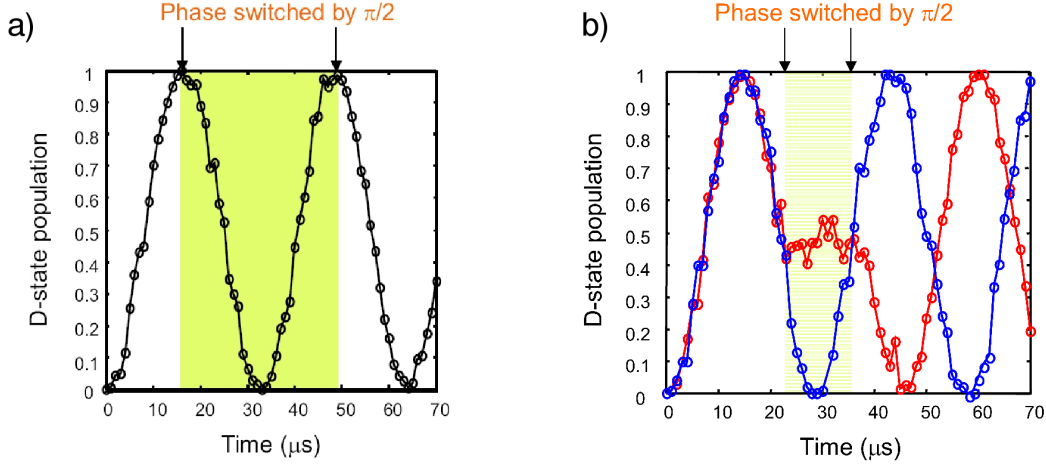 Phase switched by π/2
a)
1
0.9
0.8
0.7
0.6
0.5
0.4
0.3
0.2
0.1
0
D-state population
0 10 20 30 40 50 60 70
Time (μs)
Phase switched by π/2
b)
1
0.9
0.8
0.7
0.6
0.5
0.4
0.3
0.2
0.1
0
D-state population
0 10 20 30 40 50 60 70
Time (μs)